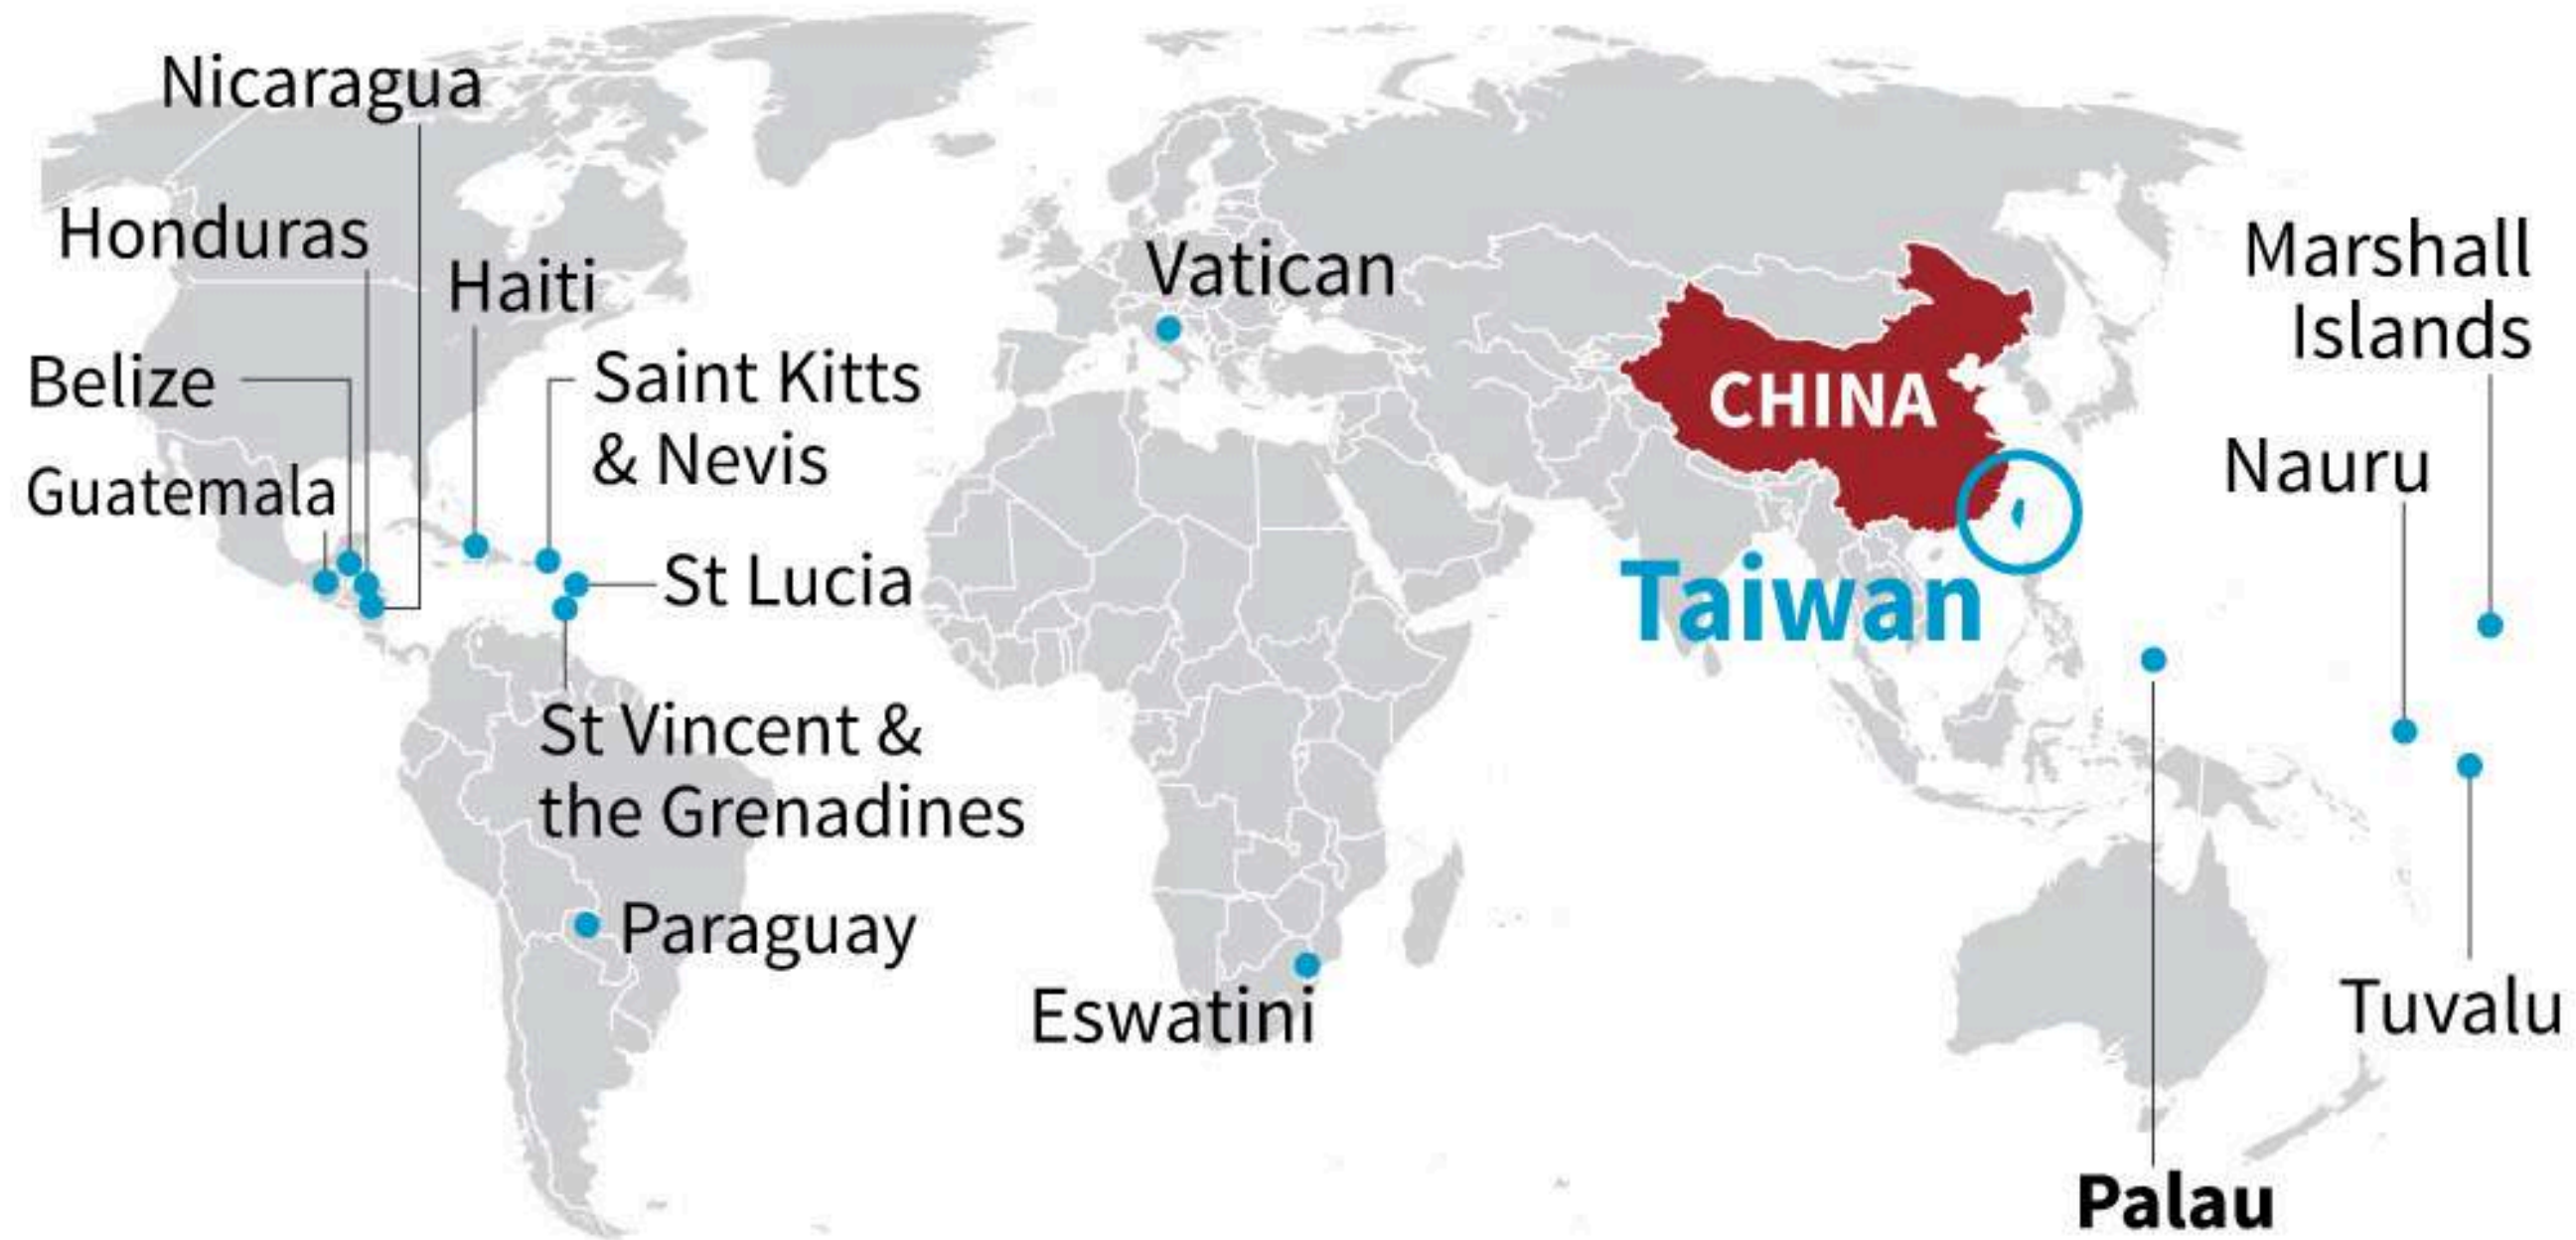 Nicaragua
Honduras
Haiti
Belize
Saint Kitts
& Nevis
Guatemala
St Lucia
St Vincent &
the Grenadines
Paraguay
Vatican
Eswatini
CHINA
Taiwan
Marshall
Islands
Nauru
Tuvalu
Palau